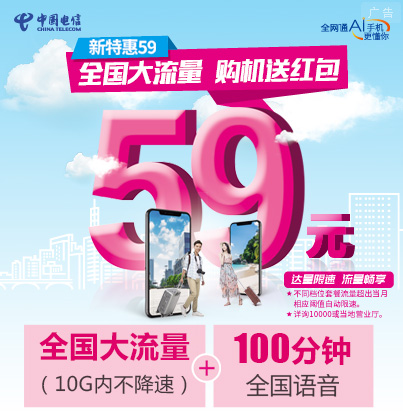 广告
中国电信
CHINA TELECOM
全网通AI手机
更懂你
新特惠59
全国大流量 购机送红包
59元
达量限速 流量畅享
★不同档位套餐流量超出当月
相应阈值自动限速。
★详询10000或当地营业厅。
全国大流量
(10G内不降速)
+
100分钟
全国语音